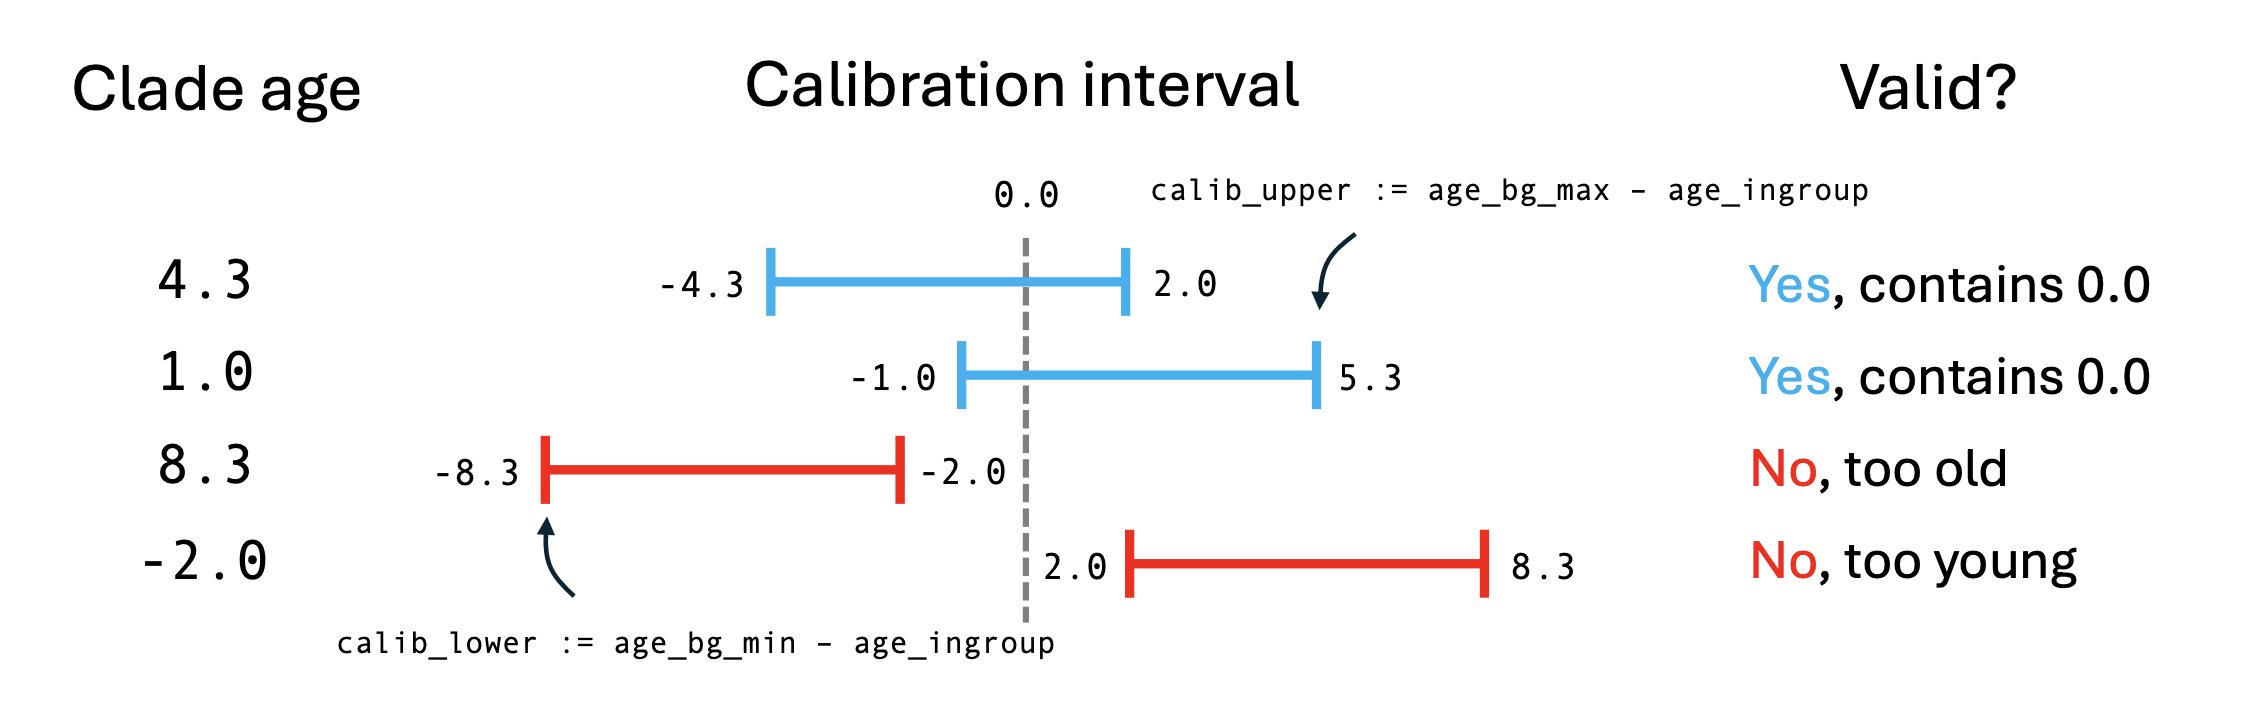 Clade age
Calibration interval
Valid?
0.0
calib_upper := age_bg_max – age_ingroup
4.3
-4.3
2.0
Yes, contains 0.0
1.0
-1.0
5.3
Yes, contains 0.0
8.3
-8.3
-2.0
No, too old
-2.0
2.0
8.3
No, too young
calib_lower := age_bg_min – age_ingroup